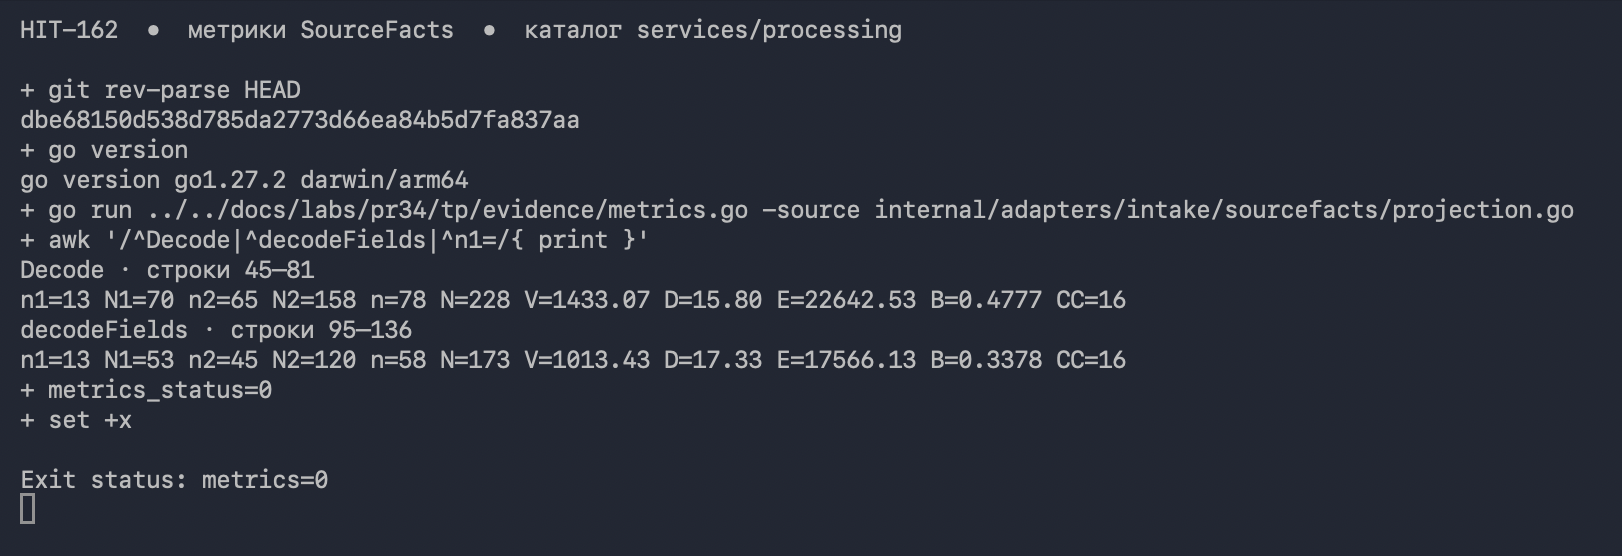 HIT-162 ● метрики SourceFacts ● каталог services/processing
+ git rev-parse HEAD
dbe68150d538d785da2773d66ea84b5d7fa837aa
+ go version
go version go1.27.2 darwin/arm64
+ go run ../../docs/labs/pr34/tp/evidence/metrics.go -source internal/adapters/intake/sourcefacts/projection.go
+ awk '/^Decode|^decodeFields|^n1=/{ print }'
Decode · строки 45–81
n1=13 N1=70 n2=65 N2=158 n=78 N=228 V=1433.07 D=15.80 E=22642.53 B=0.4777 CC=16
decodeFields · строки 95–136
n1=13 N1=53 n2=45 N2=120 n=58 N=173 V=1013.43 D=17.33 E=17566.13 B=0.3378 CC=16
+ metrics_status=0
+ set +x
Exit status: metrics=0